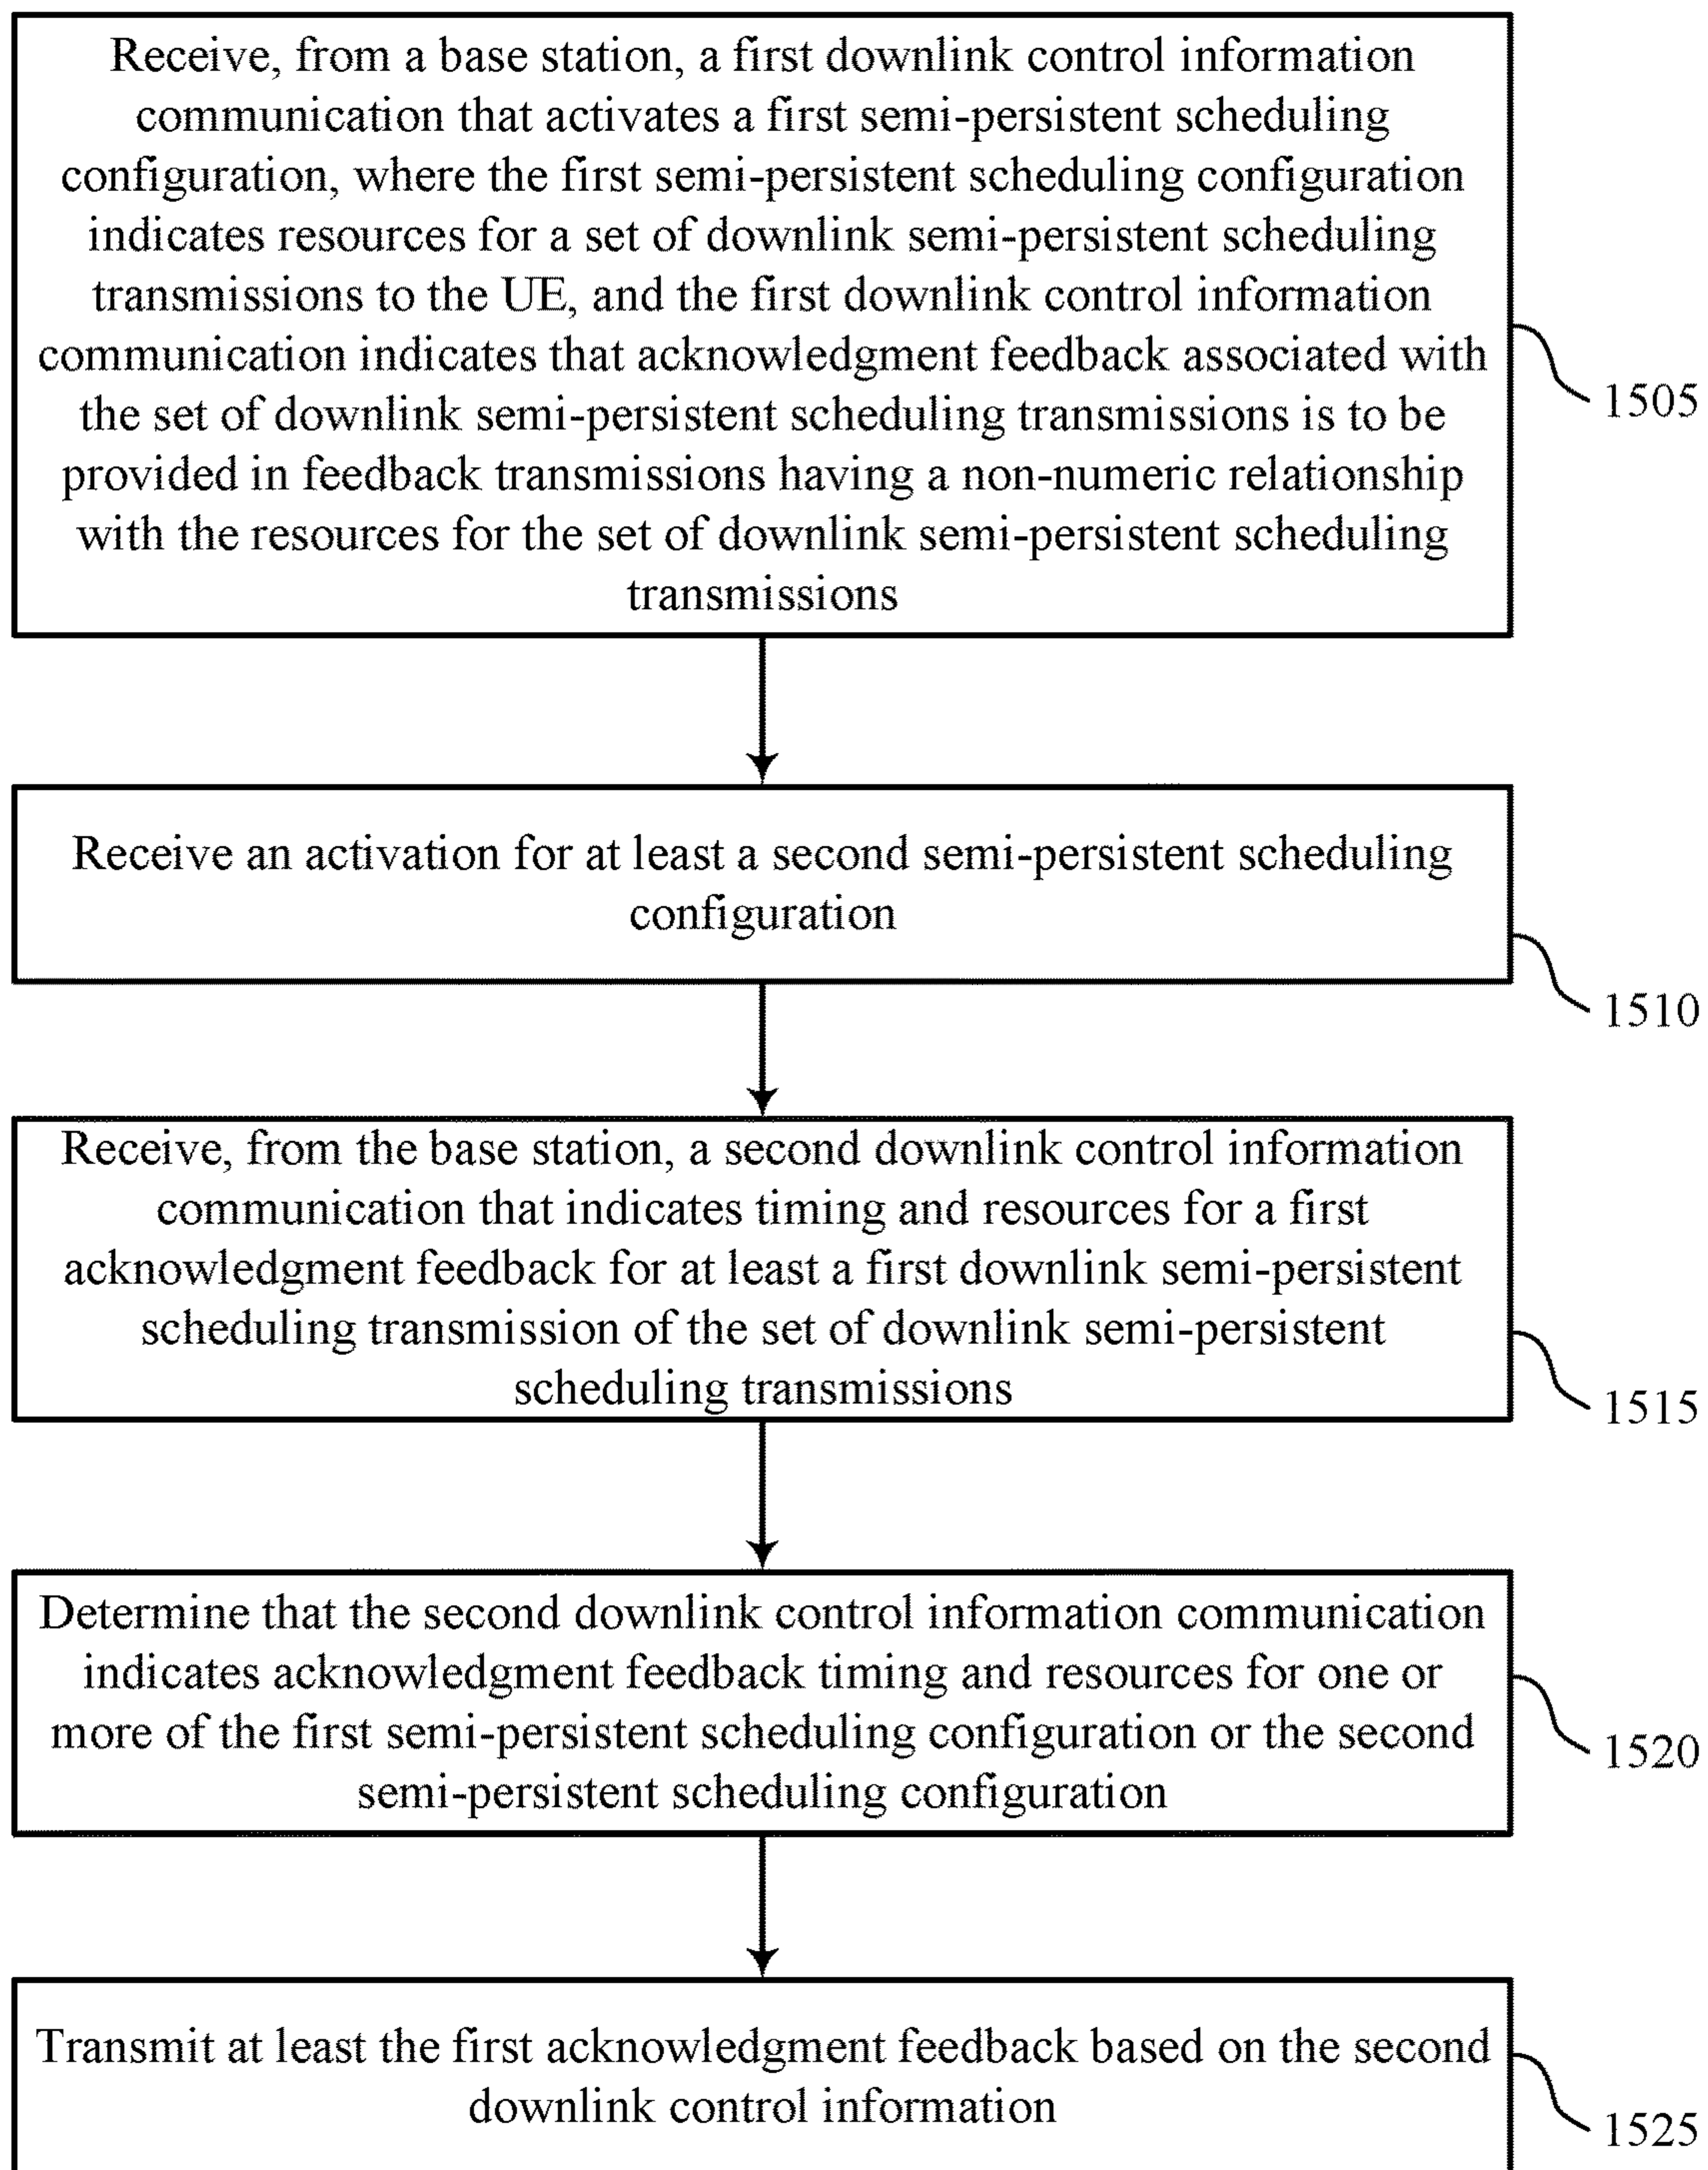 Receive, from a base station, a first downlink control information
communication that activates a first semi-persistent scheduling
configuration, where the first semi-persistent scheduling configuration
indicates resources for a set of downlink semi-persistent scheduling
transmissions to the UE, and the first downlink control information
communication indicates that acknowledgment feedback associated with
the set of downlink semi-persistent scheduling transmissions is to be
provided in feedback transmissions having a non-numeric relationship
with the resources for the set of downlink semi-persistent scheduling
transmissions
1505
Receive an activation for at least a second semi-persistent scheduling
configuration
1510
Receive, from the base station, a second downlink control information
communication that indicates timing and resources for a first
acknowledgment feedback for at least a first downlink semi-persistent
scheduling transmission of the set of downlink semi-persistent
scheduling transmissions
1515
Determine that the second downlink control information communication
indicates acknowledgment feedback timing and resources for one or
more of the first semi-persistent scheduling configuration or the second
semi-persistent scheduling configuration
1520
Transmit at least the first acknowledgment feedback based on the second
downlink control information
1525